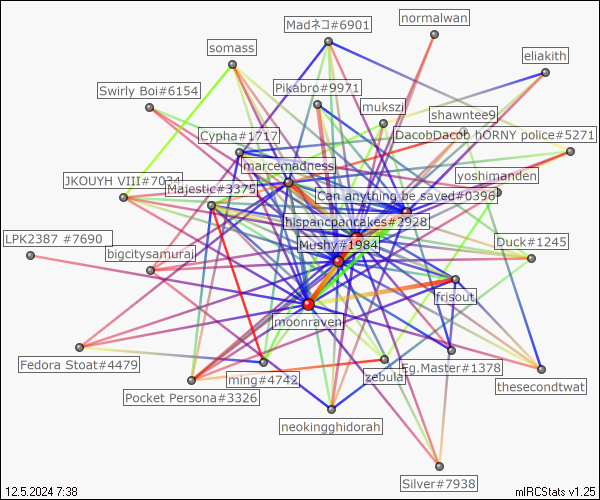 normalwan
Madネコ#6901
somass
eliakith
Swirly Boi#6154
Pikabro#9971
mukszi
shawntee9
Cypha#1717
DacobDacob hORNY police#5271
marcemadness
yoshimanden
JKOUYH VIII#7034
Majestic#3375
Can anything be sayed#0396
hispancpancakes#2928
LPK2387 #7690
Mushy#1984
Duck#1245
bigcitysamurai
frisout
moonraven
Fedora Stoat#4479
ming#4742
zebula
Eg.Master#1378
thesecondtwat
Pocket Persona#3326
neokingghidorah
Silver#7938
12.5.2024 7:38
mIRCStats v1.25